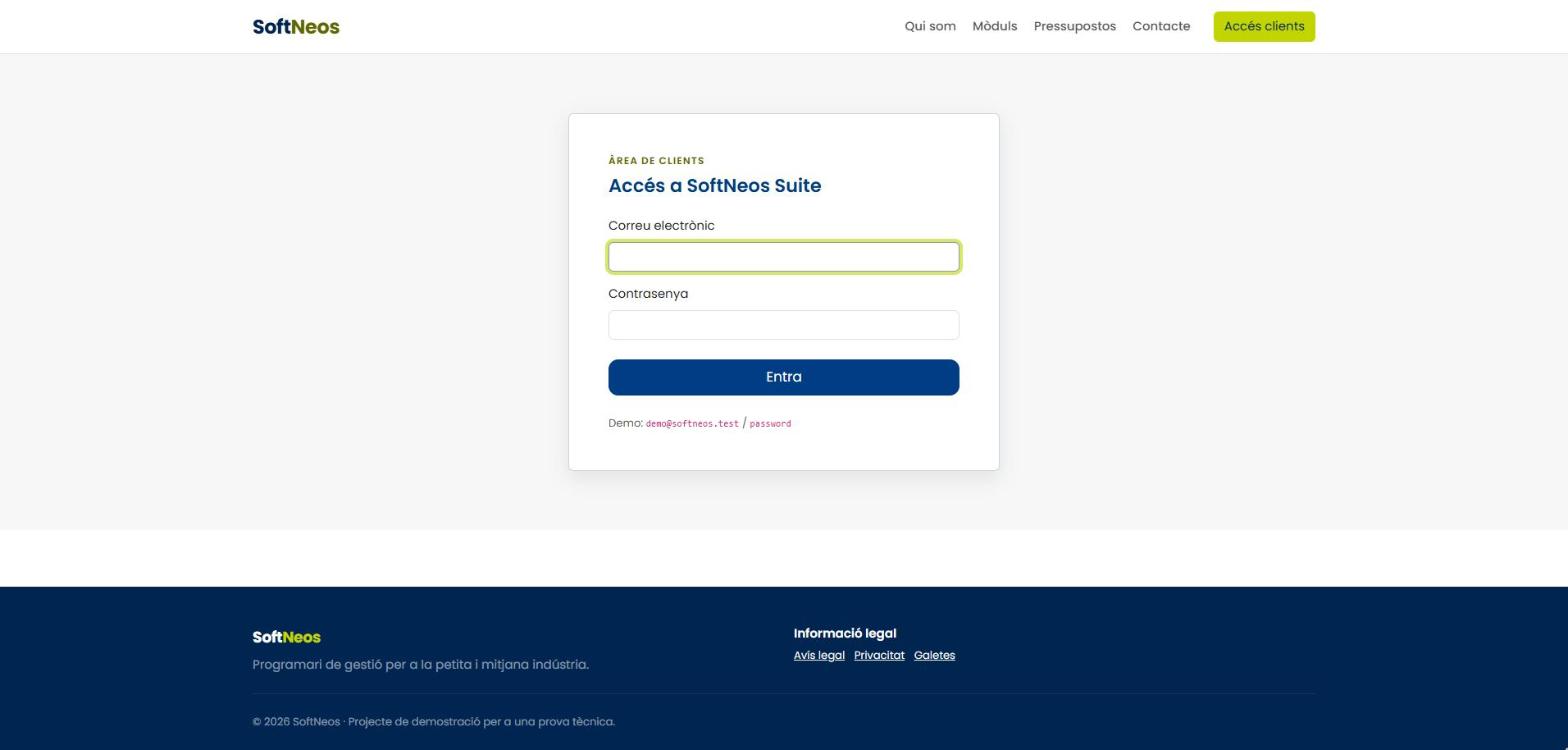 SoftNeos
Qui som Mòduls Pressupostos Contacte Accés clients
ÀREA DE CLIENTS
Accés a SoftNeos Suite
Correu electrònic
Contrasenya
Entra
Demo: demo@softneos.test / password
SoftNeos
Programari de gestió per a la petita i mitjana indústria.
Informació legal
Avís legal Privacitat Galetes
© 2026 SoftNeos · Projecte de demostració per a una prova tècnica.